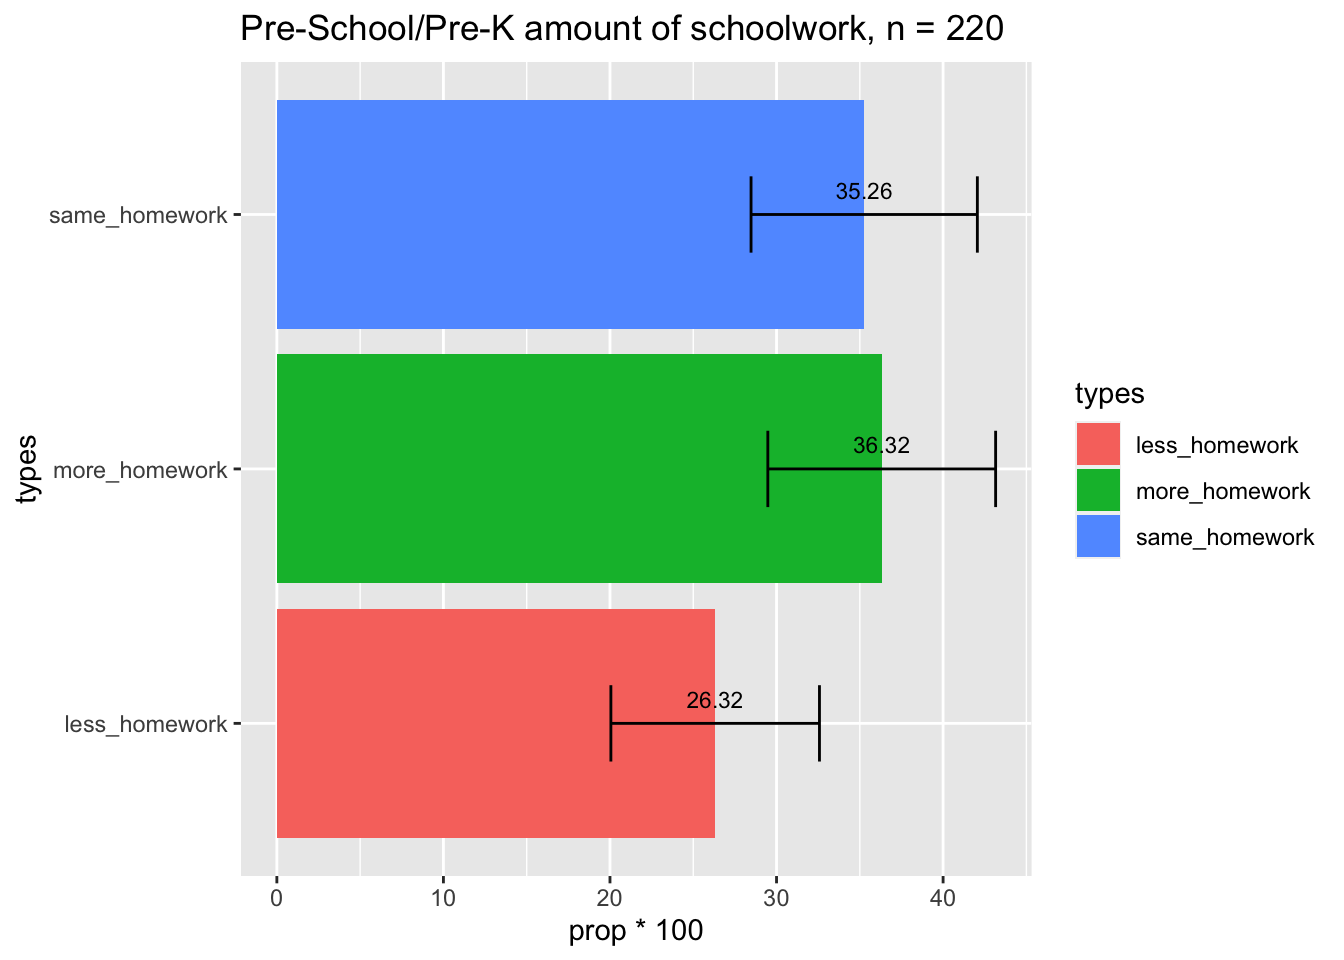 Pre-School/Pre-K amount of schoolwork, n = 220
types
same_homework
more_homework
less_homework
35.26
36.32
26.32
0 10 20 30 40
prop * 100
types
less_homework
more_homework
same_homework